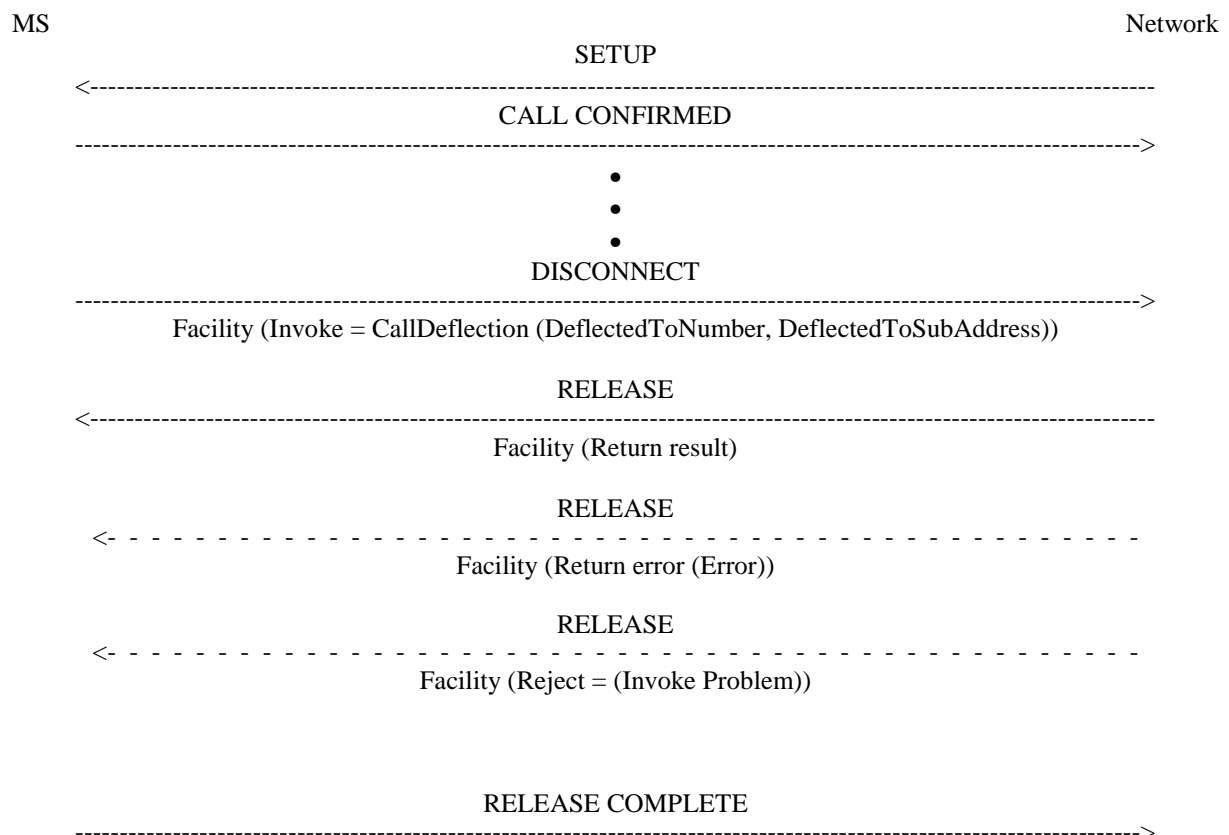 MS Network
SETUP
<------------------------------------------------------------------------------------------------------------------------
CALL CONFIRMED
------------------------------------------------------------------------------------------------------------------------>
•
•
•
DISCONNECT
------------------------------------------------------------------------------------------------------------------------>
Facility (Invoke = CallDeflection (DeflectedToNumber, DeflectedToSubAddress))
RELEASE
<------------------------------------------------------------------------------------------------------------------------
Facility (Return result)
RELEASE
<- - - - - - - - - - - - - - - - - - - - - - - - - - - - - - - - - - - - - - - - - - - - - - -
Facility (Return error (Error))
RELEASE
<- - - - - - - - - - - - - - - - - - - - - - - - - - - - - - - - - - - - - - - - - - - - - - -
Facility (Reject = (Invoke Problem))
RELEASE COMPLETE
------------------------------------------------------------------------------------------------------------------------>